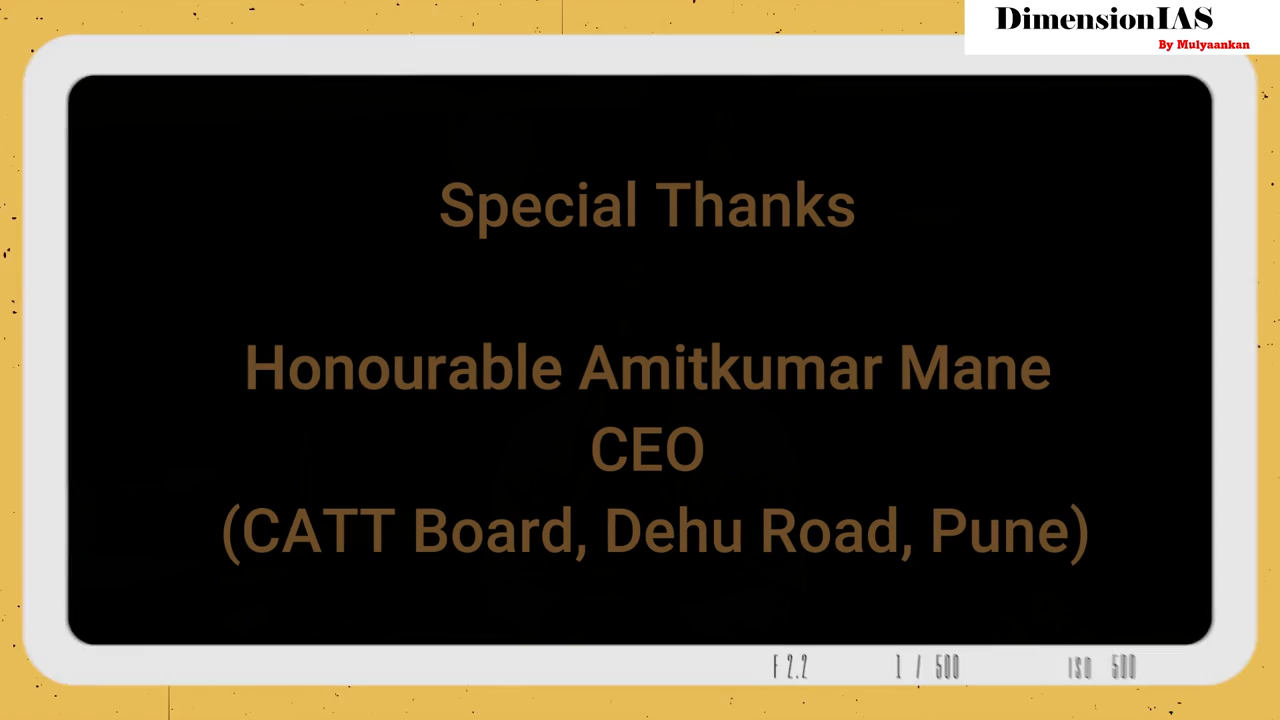 DimensionIAS
By Mulyaankan
Special Thanks
Honourable Amitkumar Mane
CEO
(CATT Board, Dehu Road, Pune)
F 2.2 1 / 500 ISO 500